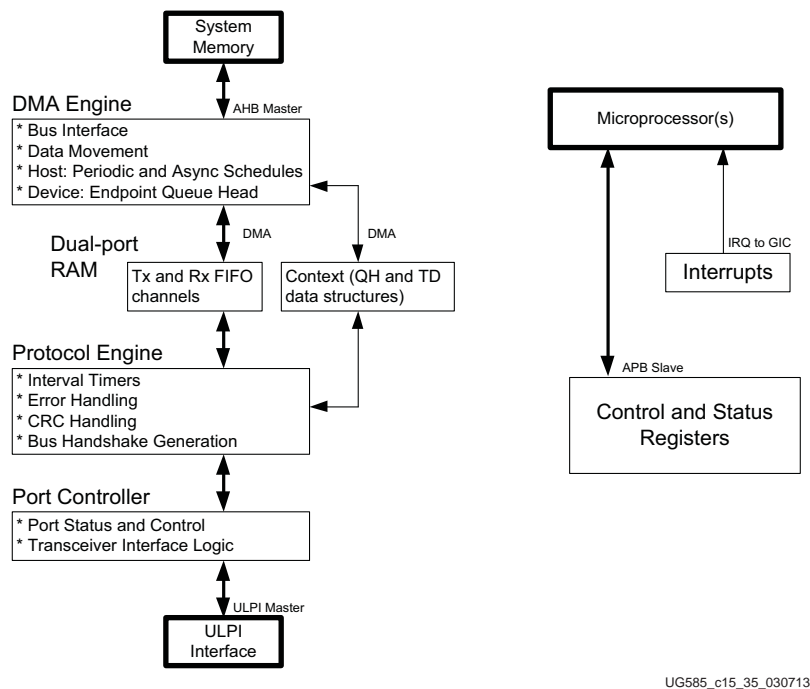 System
Memory
AHB Master
DMA Engine
* Bus Interface
* Data Movement
* Host: Periodic and Async Schedules
* Device: Endpoint Queue Head
DMA
DMA
Dual-port
RAM
Tx and Rx FIFO
channels
Context (QH and TD
data structures)
Protocol Engine
* Interval Timers
* Error Handling
* CRC Handling
* Bus Handshake Generation
Port Controller
* Port Status and Control
* Transceiver Interface Logic
ULPI Master
ULPI
Interface
Microprocessor(s)
IRQ to GIC
Interrupts
APB Slave
Control and Status
Registers
UG585_c15_35_030713